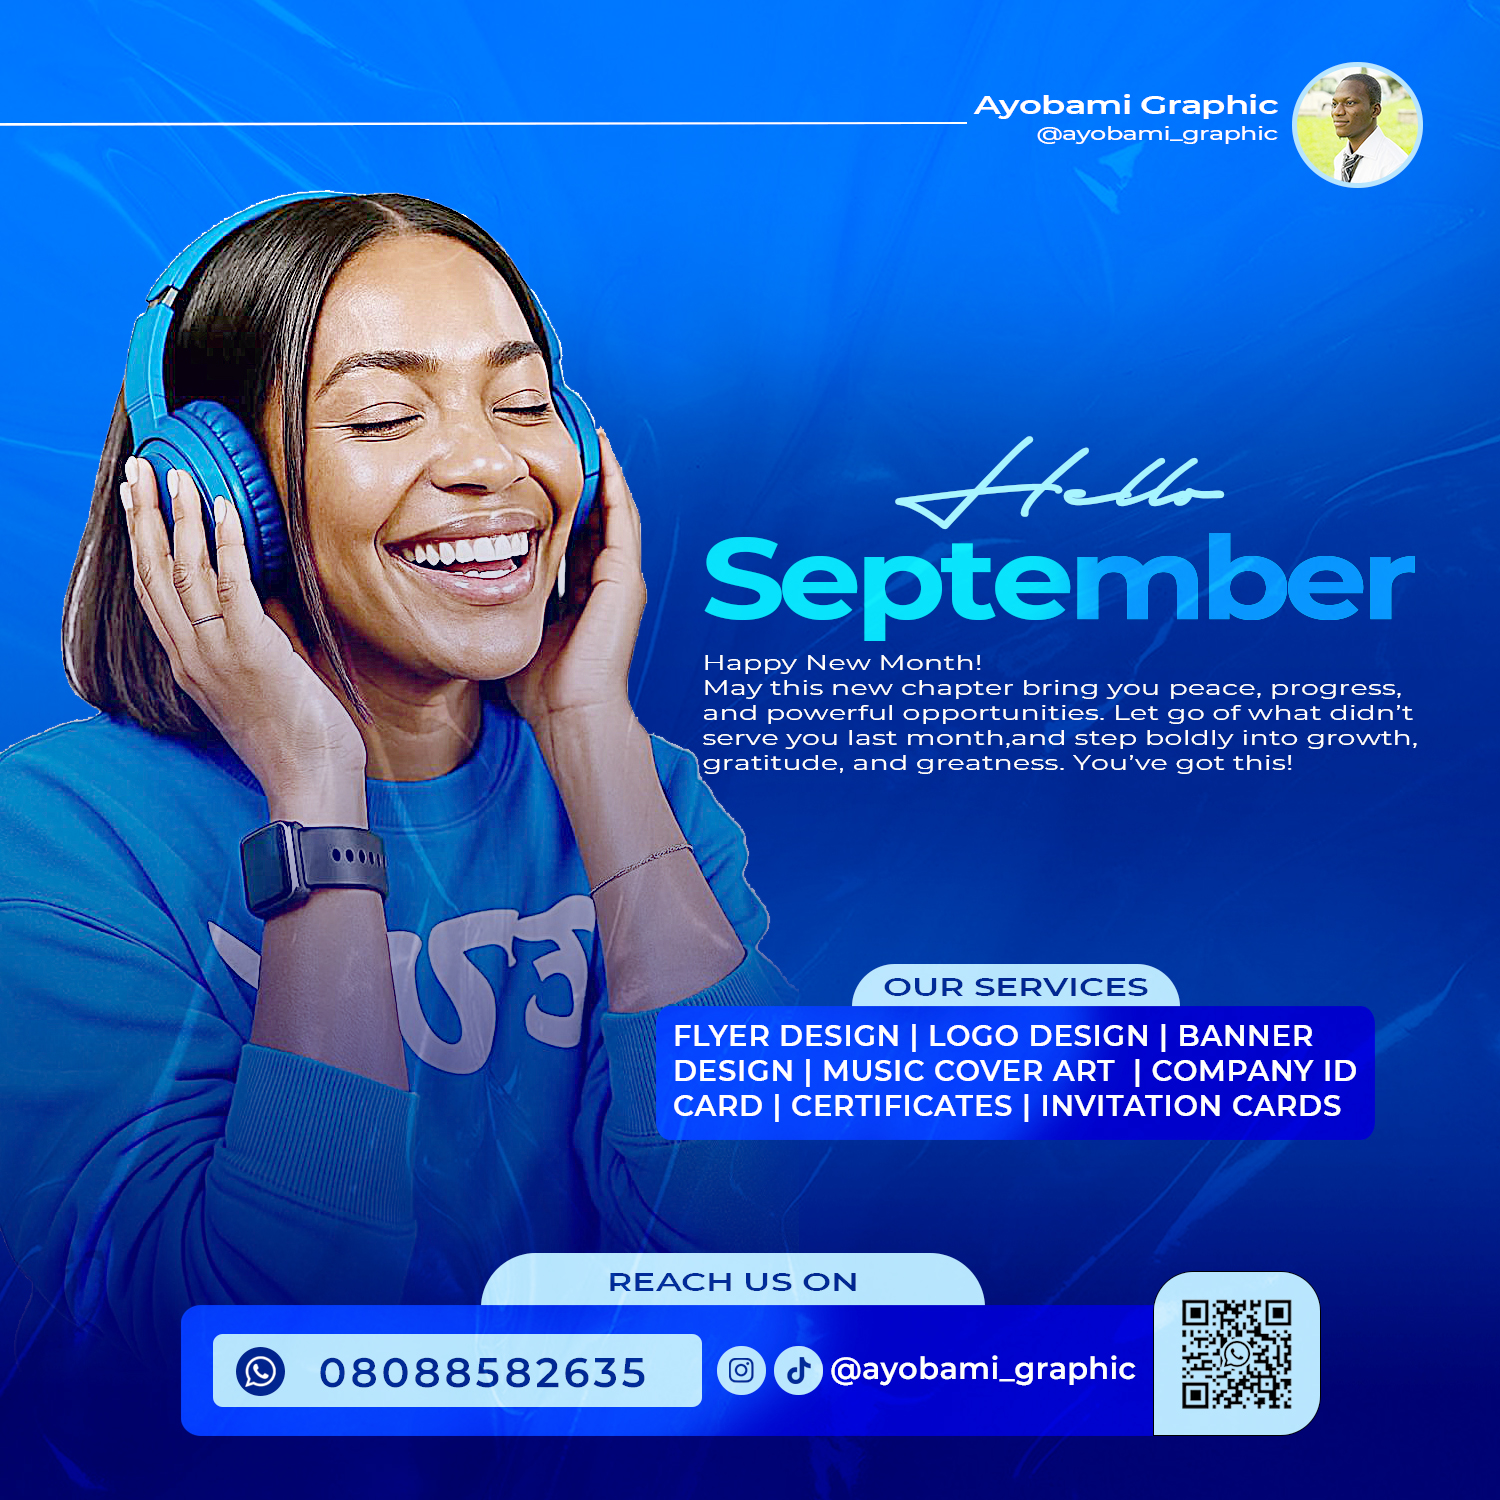 Ayobami Graphic
@ayobami_graphic
Hello
September
Happy New Month!
May this new chapter bring you peace, progress,
and powerful opportunities. Let go of what didn’t
serve you last month,and step boldly into growth,
gratitude, and greatness. You’ve got this!
OUR SERVICES
FLYER DESIGN | LOGO DESIGN | BANNER
DESIGN | MUSIC COVER ART | COMPANY ID
CARD | CERTIFICATES | INVITATION CARDS
REACH US ON
08088582635
@ayobami_graphic